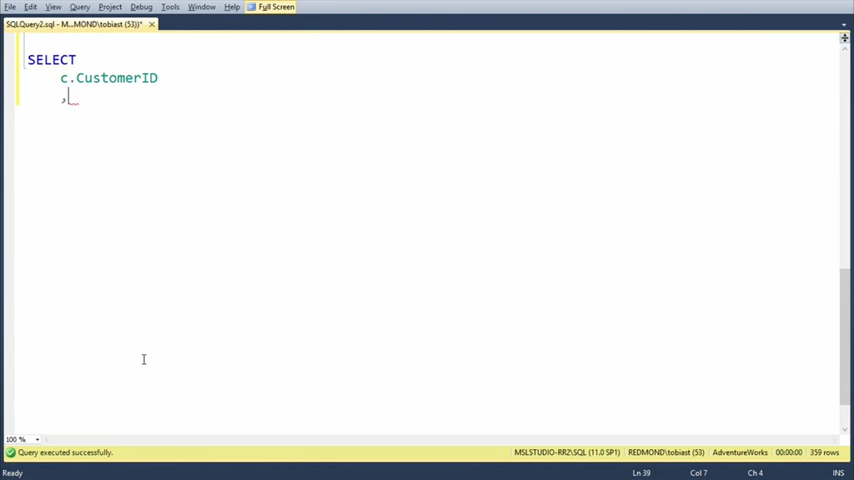 File Edit View Query Project Debug Tools Window Help Full Screen
SQLQuery2.sql - M...MOND\tobiast (53))*
SELECT
c.CustomerID
,
100 %
Query executed successfully. MSLSTUDIO-RR2\SQL (11.0 SP1) REDMOND\tobiast (53) AdventureWorks 00:00:00 359 rows
Ready Ln 39 Col 7 Ch 4 INS